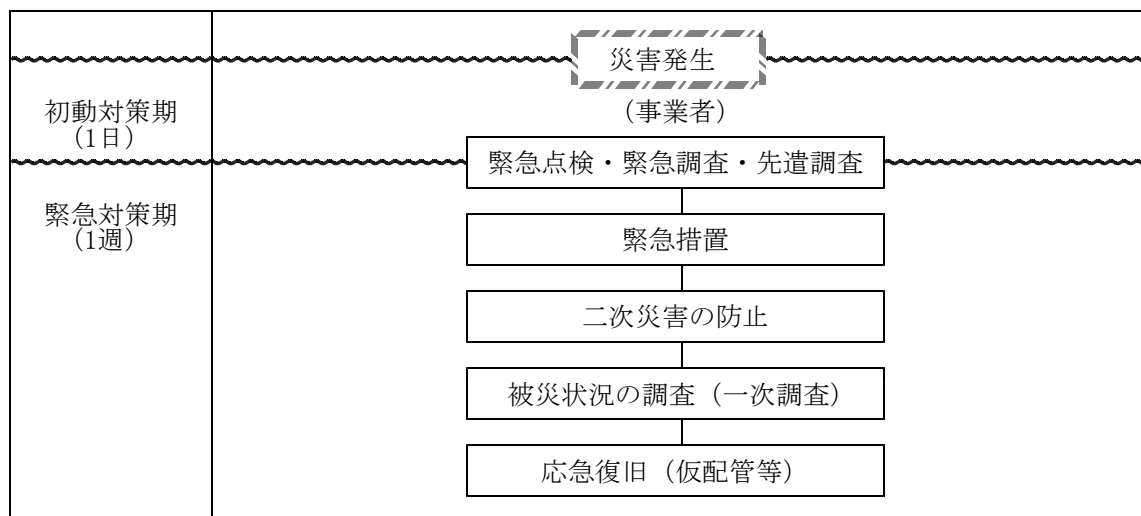 災害発生
初動対策期
（1日）
（事業者）
緊急点検・緊急調査・先遣調査
緊急対策期
（1週）
緊急措置
二次災害の防止
被災状況の調査（一次調査）
応急復旧（仮配管等）